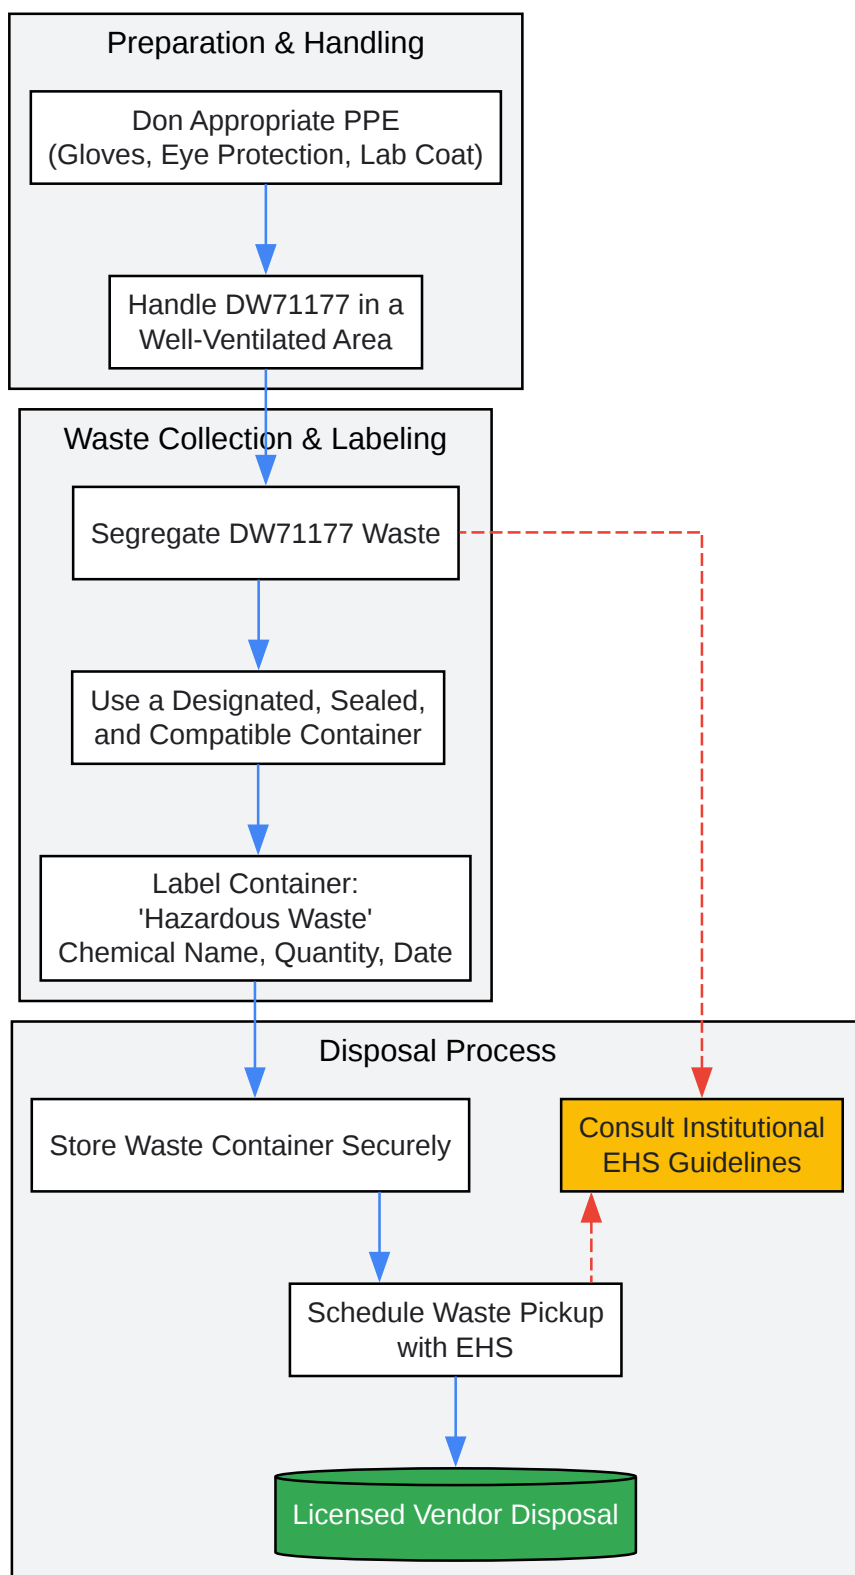 Preparation & Handling
Don Appropriate PPE
(Gloves, Eye Protection, Lab Coat)
Handle DW71177 in a
Well-Ventilated Area
Waste Collection & Labeling
Segregate DW71177 Waste
Use a Designated, Sealed,
and Compatible Container
Label Container:
'Hazardous Waste'
Chemical Name, Quantity, Date
Disposal Process
Store Waste Container Securely
Consult Institutional
EHS Guidelines
Schedule Waste Pickup
with EHS
Licensed Vendor Disposal